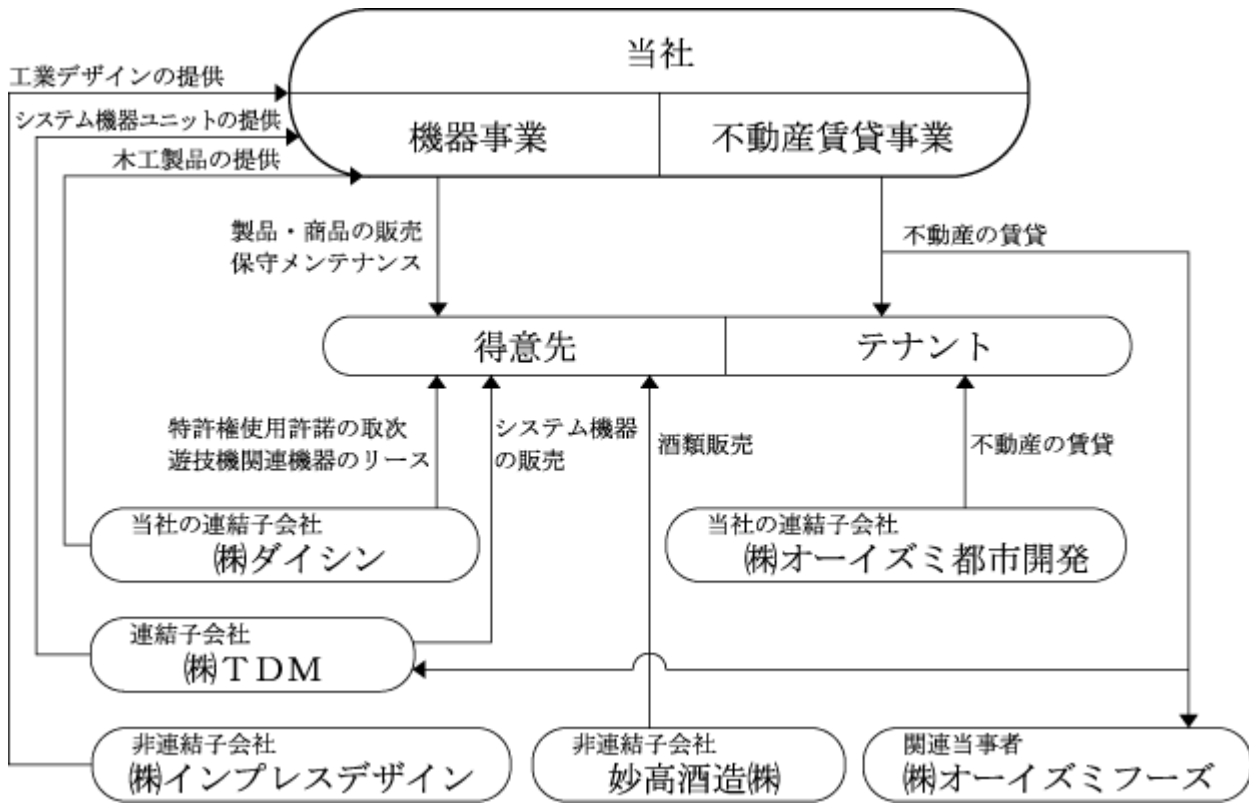 当社
工業デザインの提供
システム機器ユニットの提供
機器事業
不動産賃貸事業
木工製品の提供
製品・商品の販売
保守メンテナンス
不動産の賃貸
得意先
テナント
特許権使用許諾の取次
遊技機関連機器のリース
システム機器
の販売
酒類販売
不動産の賃貸
当社の連結子会社
㈱ダイシン
当社の連結子会社
㈱オーイズミ都市開発
連結子会社
㈱TDM
非連結子会社
㈱インプレスデザイン
非連結子会社
妙高酒造㈱
関連当事者
㈱オーイズミフーズ